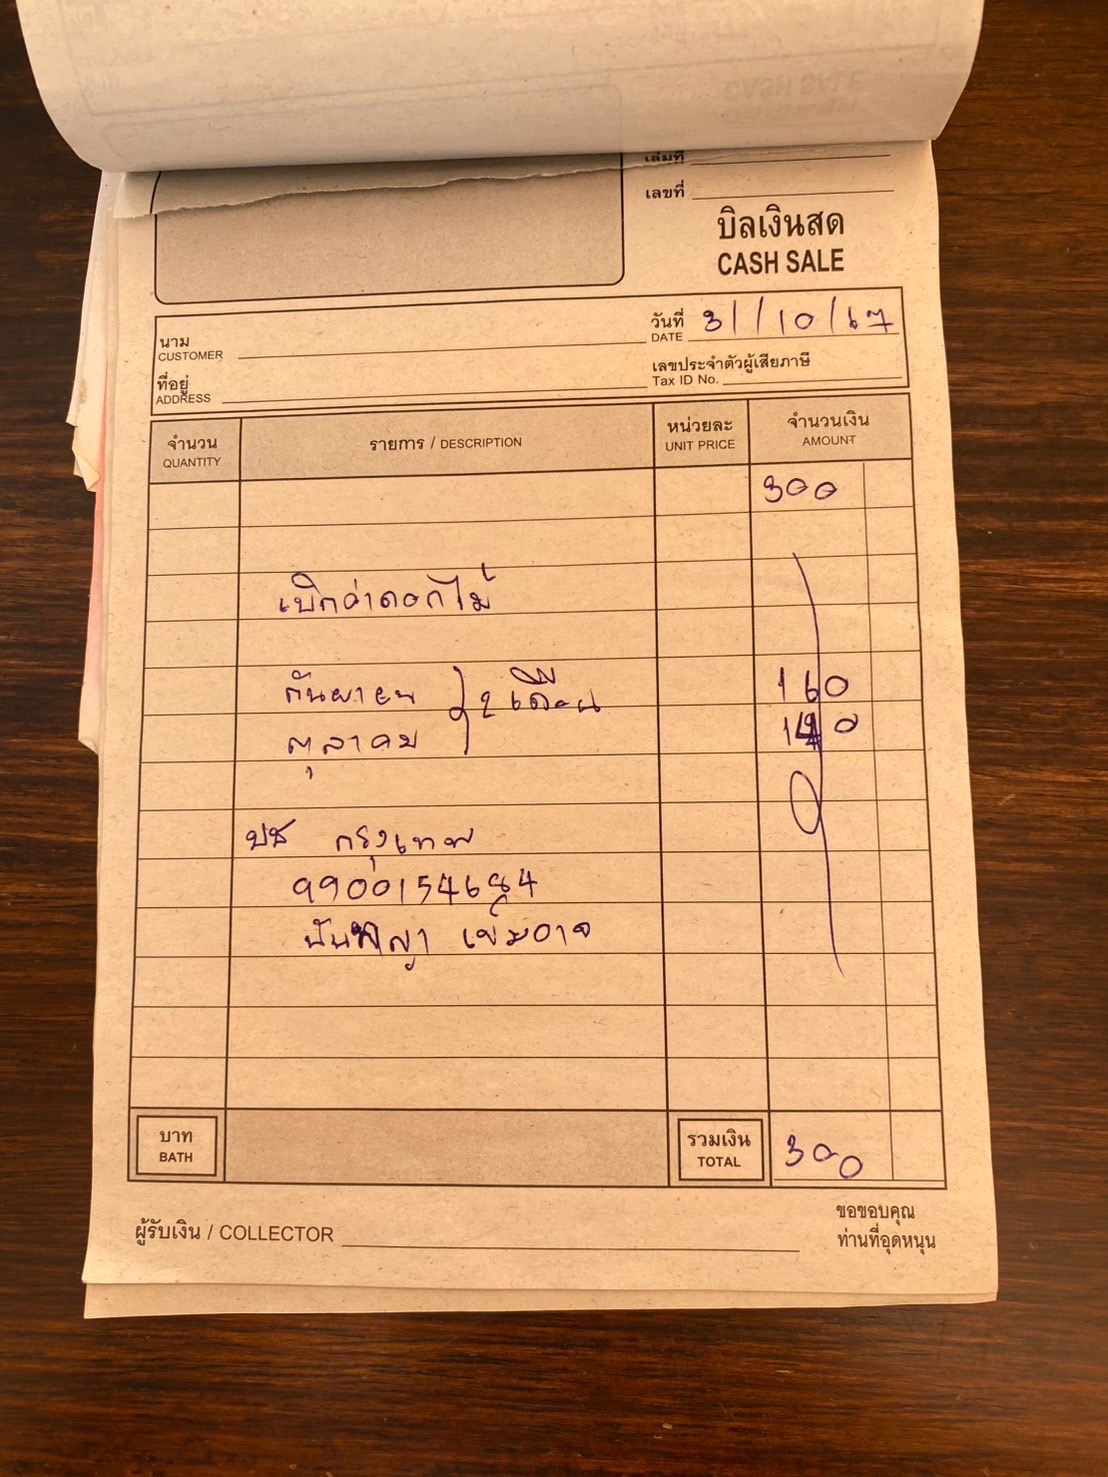 เล่มที่
เลขที่
บิลเงินสด
CASH SALE
นาม
CUSTOMER
วันที่ 31/10/67
DATE
ที่อยู่
ADDRESS
เลขประจำตัวผู้เสียภาษี
Tax ID No.
จำนวน รายการ / DESCRIPTION หน่วยละ จำนวนเงิน
QUANTITY UNIT PRICE AMOUNT
300
เบิกค่าดอกไม้
กันยายน } 2 เดือน 160
ตุลาคม 140
ปช กรุงเทพ
9900154684
เข็มอาจ
บาท
BATH
รวมเงิน
TOTAL
300
ผู้รับเงิน / COLLECTOR
ขอขอบคุณ
ท่านที่อุดหนุน